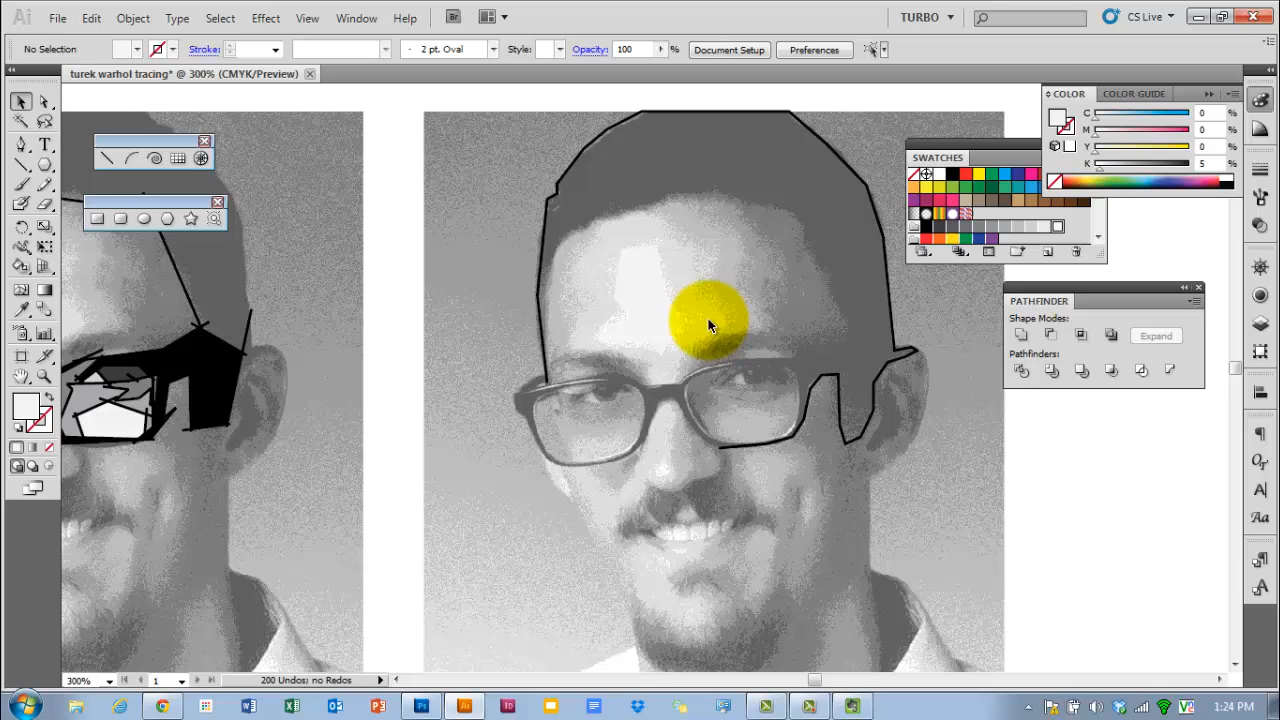 Ai File Edit Object Type Select Effect View Window Help Br TURBO CS Live
No Selection Stroke: 2 pt. Oval Style: Opacity: 100 % Document Setup Preferences
turek warhol tracing* @ 300% (CMYK/Preview)
COLOR COLOR GUIDE
C 0 %
M 0 %
Y 0 %
K 5 %
SWATCHES
PATHFINDER
Shape Modes:
Expand
Pathfinders:
300% 1 200 Undos: no Redos
1:24 PM